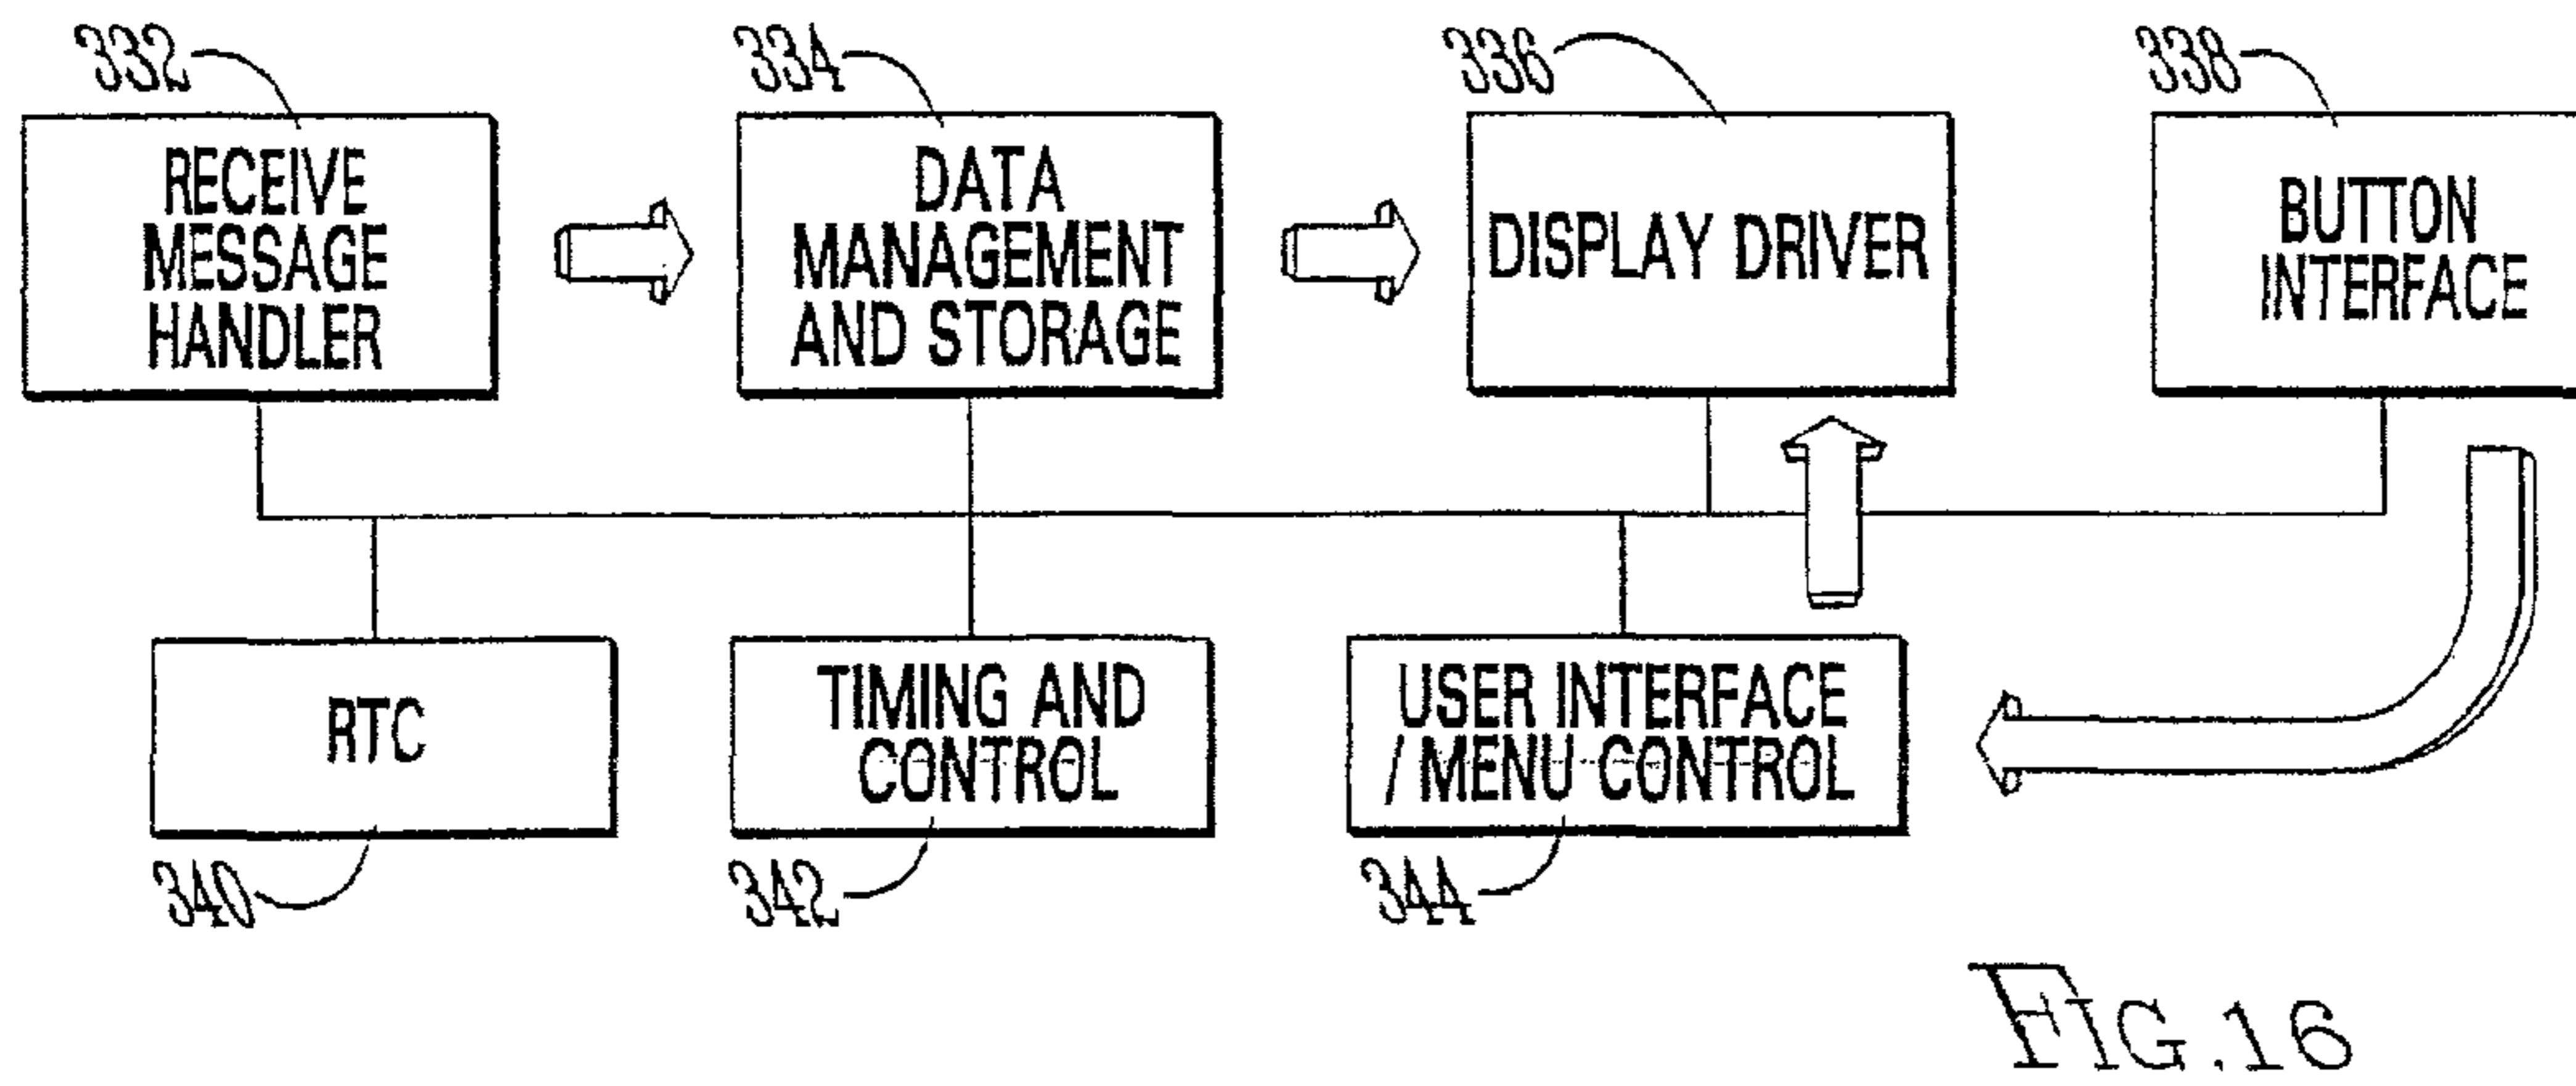 332
334
336
338
RECEIVE
MESSAGE
HANDLER
DATA
MANAGEMENT
AND STORAGE
DISPLAY DRIVER
BUTTON
INTERFACE
RTC
TIMING AND
CONTROL
USER INTERFACE
/ MENU CONTROL
340
342
344
FIG.16